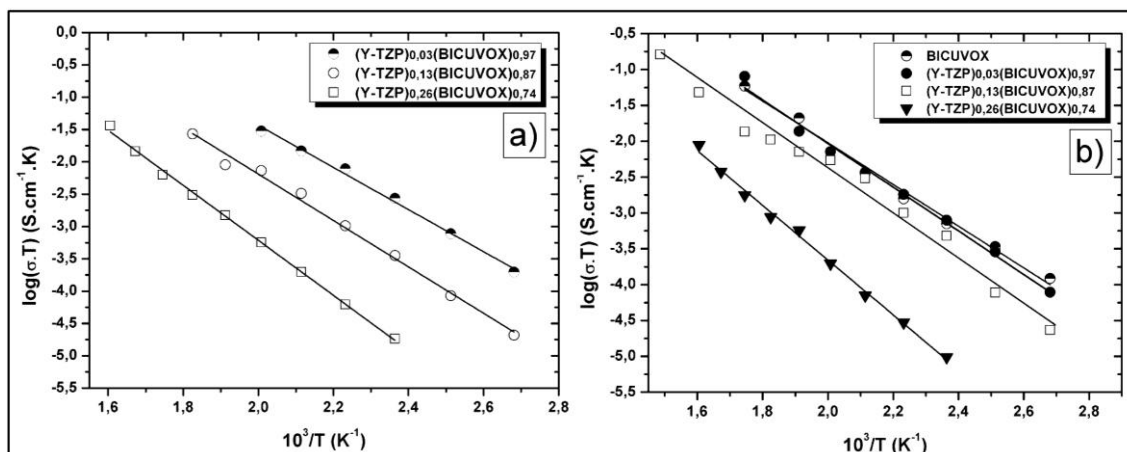 a)
(Y-TZP)0,03(BICUVOX)0,97
(Y-TZP)0,13(BICUVOX)0,87
(Y-TZP)0,26(BICUVOX)0,74
log(σ.T) (S.cm⁻¹.K)
0,0
-0,5
-1,0
-1,5
-2,0
-2,5
-3,0
-3,5
-4,0
-4,5
-5,0
-5,5
1,6
1,8
2,0
2,2
2,4
2,6
2,8
10³/T (K⁻¹)
b)
BICUVOX
(Y-TZP)0,03(BICUVOX)0,97
(Y-TZP)0,13(BICUVOX)0,87
(Y-TZP)0,26(BICUVOX)0,74
log(σ.T) (S.cm⁻¹.K)
-0,5
-1,0
-1,5
-2,0
-2,5
-3,0
-3,5
-4,0
-4,5
-5,0
-5,5
1,6
1,8
2,0
2,2
2,4
2,6
2,8
10³/T (K⁻¹)